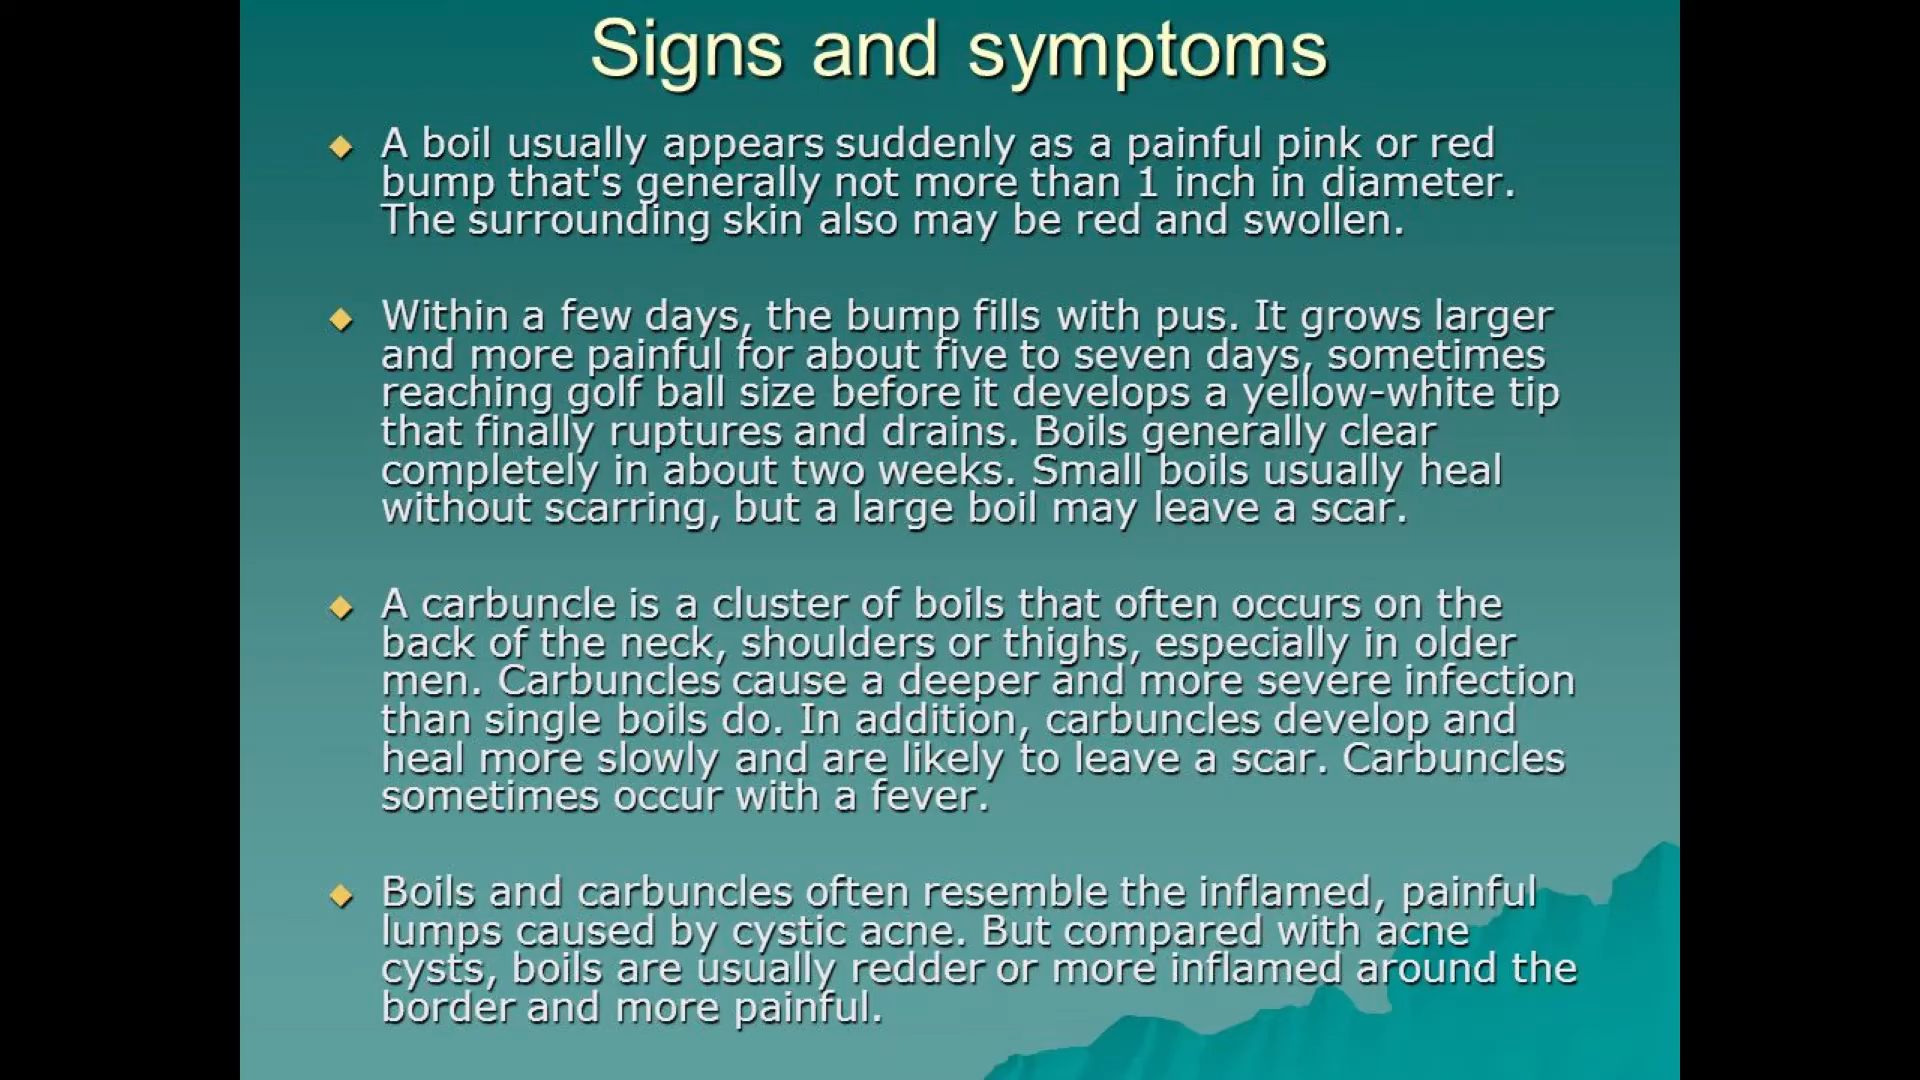 Signs and symptoms
A boil usually appears suddenly as a painful pink or red
bump that's generally not more than 1 inch in diameter.
The surrounding skin also may be red and swollen.
Within a few days, the bump fills with pus. It grows larger
and more painful for about five to seven days, sometimes
reaching golf ball size before it develops a yellow-white tip
that finally ruptures and drains. Boils generally clear
completely in about two weeks. Small boils usually heal
without scarring, but a large boil may leave a scar.
A carbuncle is a cluster of boils that often occurs on the
back of the neck, shoulders or thighs, especially in older
men. Carbuncles cause a deeper and more severe infection
than single boils do. In addition, carbuncles develop and
heal more slowly and are likely to leave a scar. Carbuncles
sometimes occur with a fever.
Boils and carbuncles often resemble the inflamed, painful
lumps caused by cystic acne. But compared with acne
cysts, boils are usually redder or more inflamed around the
border and more painful.